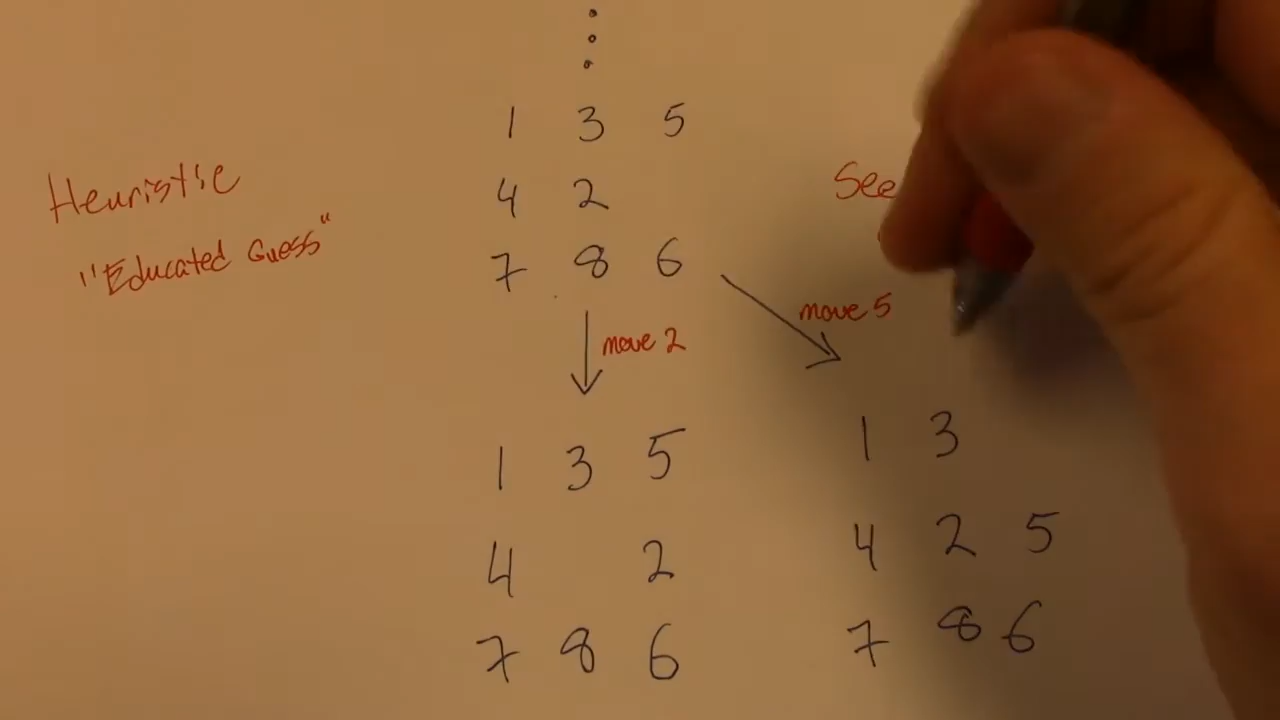 1 3 5
4 2
7 8 6
Heuristic
"Educated Guess"
See
move 2
move 5
1 3 5
4 2
7 8 6
1 3
4 2 5
7 8 6